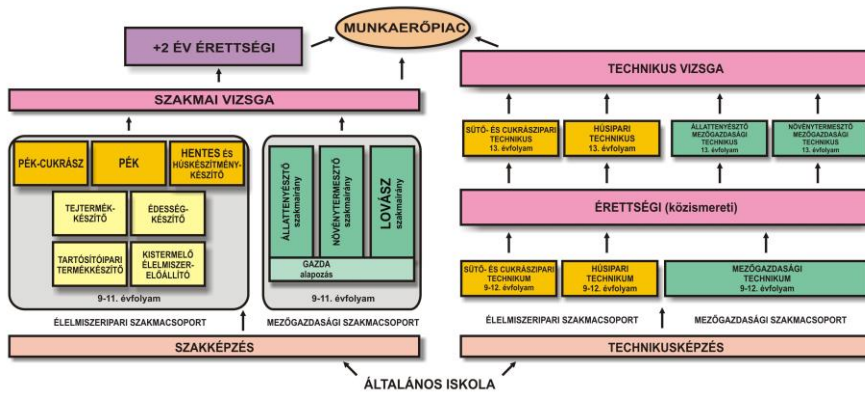 MUNKAERŐPIAC
+2 ÉV ÉRETTSÉGI
SZAKMAI VIZSGA
PÉK-CUKRÁSZ
PÉK
HENTES ÉS
HÚSKÉSZÍTMÉNY-
KÉSZÍTŐ
TEJTERMÉK-
KÉSZÍTŐ
ÉDESSÉG-
KÉSZÍTŐ
TARTÓSÍTÓIPARI
TERMÉKKÉSZÍTŐ
KISTERMELŐ
ÉLELMISZER-
ELŐÁLLÍTÓ
9-11. évfolyam
ÁLLATTENYÉSZTŐ
szakmairány
NÖVÉNYTERMESZTŐ
szakmairány
LOVÁSZ
szakmairány
GAZDA
alapozás
9-11. évfolyam
ÉLELMISZERIPARI SZAKMACSOPORT
MEZŐGAZDASÁGI SZAKMACSOPORT
SZAKKÉPZÉS
TECHNIKUS VIZSGA
SÜTŐ- ÉS CUKRÁSZIPARI
TECHNIKUS
13. évfolyam
HÚSIPARI
TECHNIKUS
13. évfolyam
ÁLLATTENYÉSZTŐ
MEZŐGAZDASÁGI
TECHNIKUS
13. évfolyam
NÖVÉNYTERMESZTŐ
MEZŐGAZDASÁGI
TECHNIKUS
13. évfolyam
ÉRETTSÉGI (közismereti)
SÜTŐ- ÉS CUKRÁSZIPARI
TECHNIKUM
9-12. évfolyam
HÚSIPARI
TECHNIKUM
9-12. évfolyam
MEZŐGAZDASÁGI
TECHNIKUM
9-12. évfolyam
ÉLELMISZERIPARI SZAKMACSOPORT
MEZŐGAZDASÁGI SZAKMACSOPORT
TECHNIKUSKÉPZÉS
ÁLTALÁNOS ISKOLA